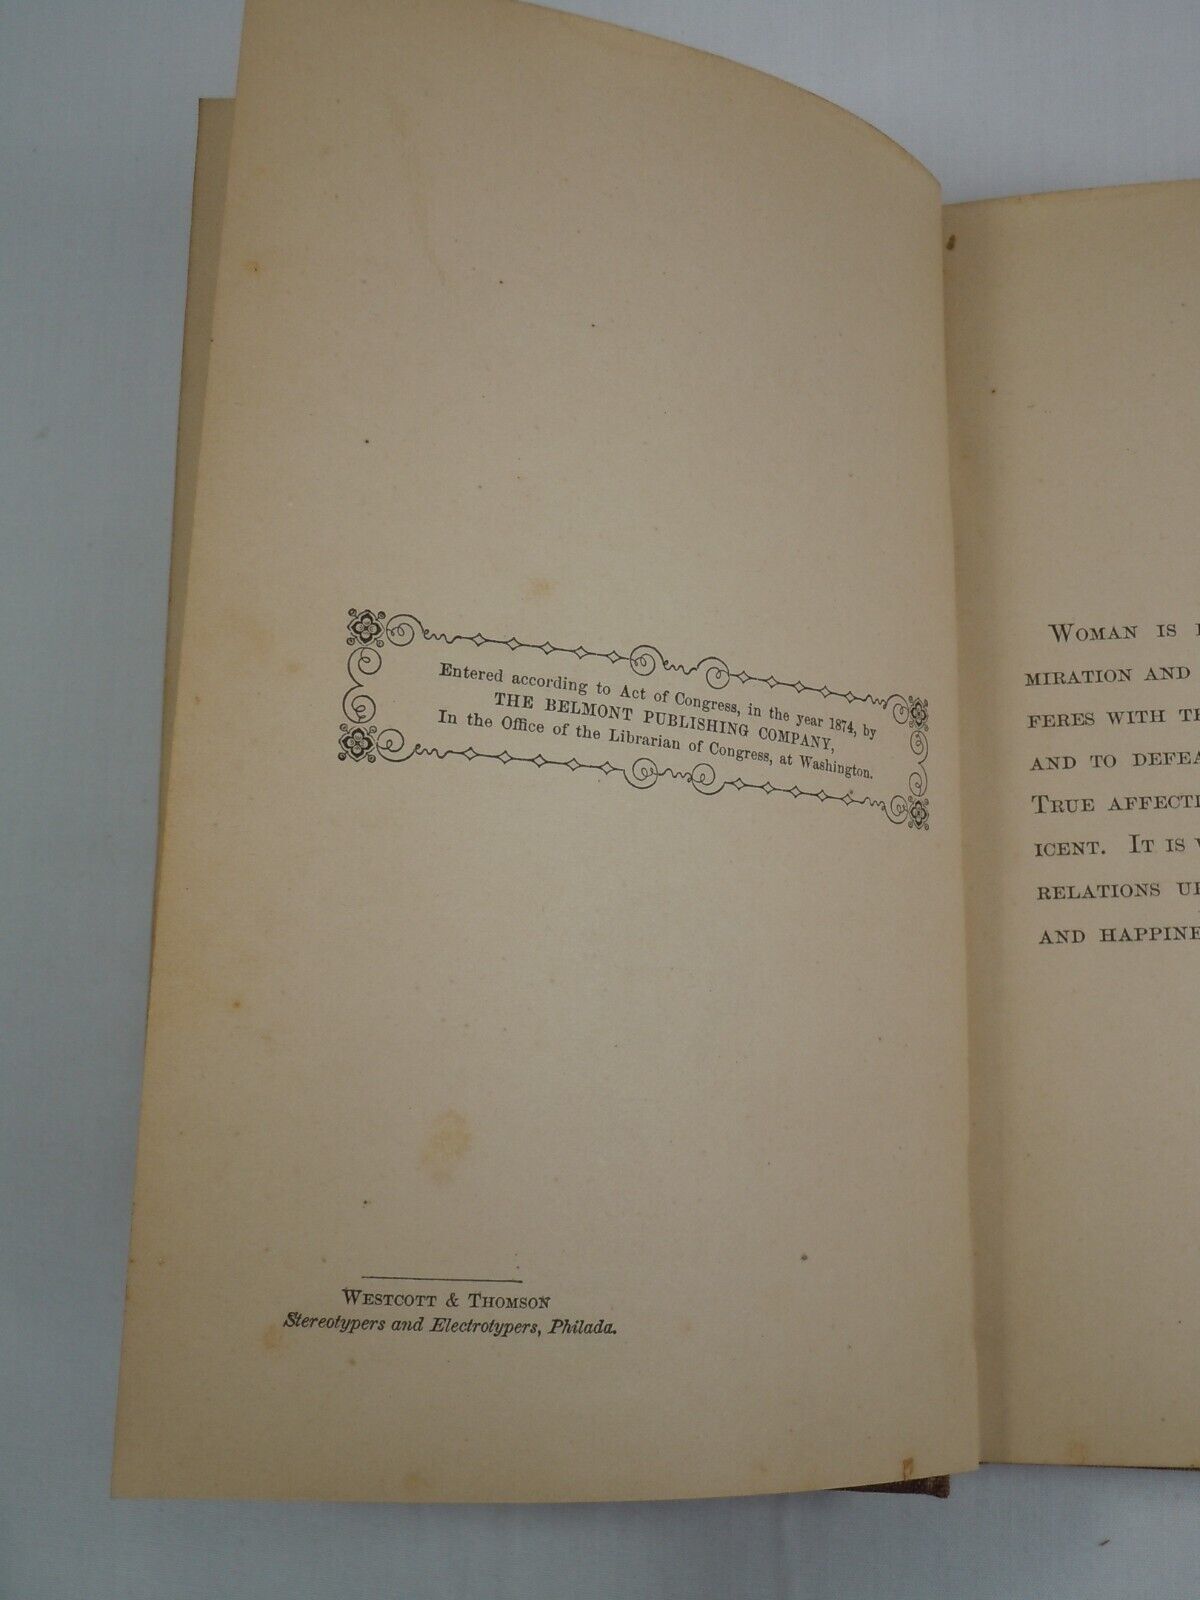 Entered according to Act of Congress, in the year 1874, by
THE BELMONT PUBLISHING COMPANY,
In the Office of the Librarian of Congress, at Washington.
WESTCOTT & THOMSON
Stereotypers and Electrotypers, Philada.
WOMAN IS
MIRATION AND
FERES WITH
AND TO
TRUE
ICENT. IT IS
RELATIONS
AND